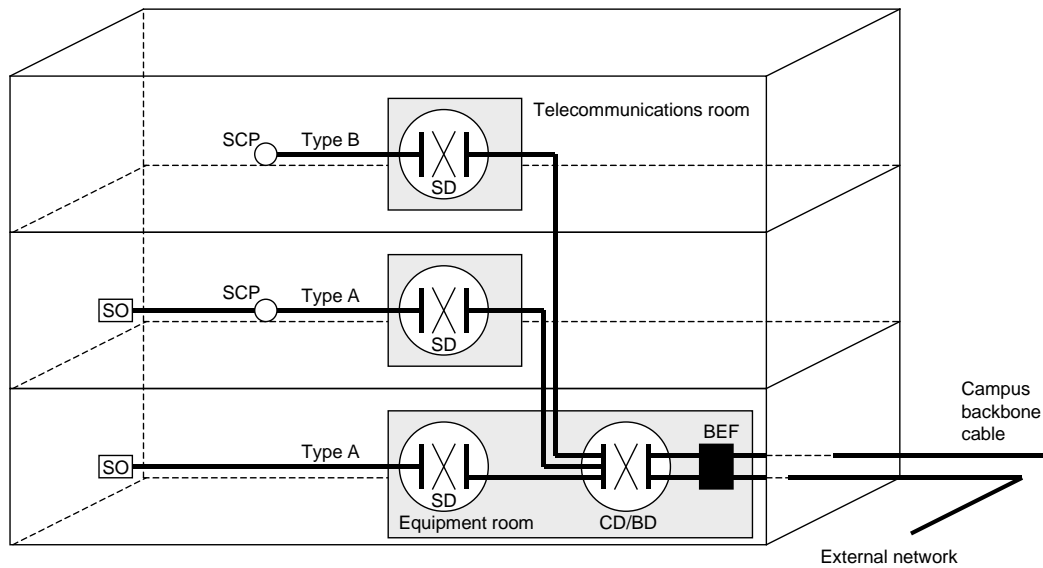 Telecommunications room
SCP
Type B
SD
SCP
Type A
SO
SD
Campus
backbone
cable
BEF
Type A
SO
SD
Equipment room
CD/BD
External network